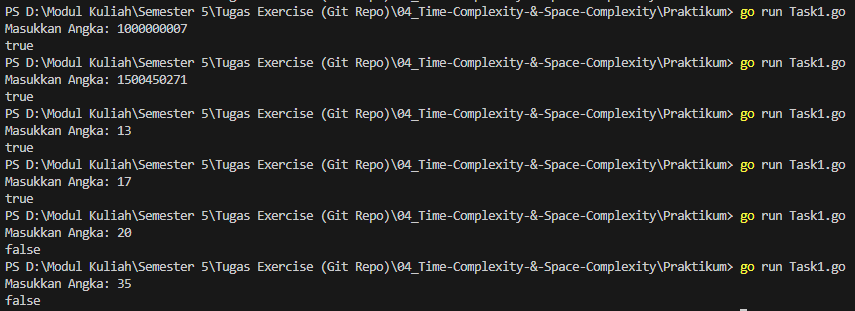 PS D:\Modul Kuliah\Semester 5\Tugas Exercise (Git Repo)\04_Time-Complexity-&-Space-Complexity\Praktikum> go run Task1.go
Masukkan Angka: 1000000007
true
PS D:\Modul Kuliah\Semester 5\Tugas Exercise (Git Repo)\04_Time-Complexity-&-Space-Complexity\Praktikum> go run Task1.go
Masukkan Angka: 1500450271
true
PS D:\Modul Kuliah\Semester 5\Tugas Exercise (Git Repo)\04_Time-Complexity-&-Space-Complexity\Praktikum> go run Task1.go
Masukkan Angka: 13
true
PS D:\Modul Kuliah\Semester 5\Tugas Exercise (Git Repo)\04_Time-Complexity-&-Space-Complexity\Praktikum> go run Task1.go
Masukkan Angka: 17
true
PS D:\Modul Kuliah\Semester 5\Tugas Exercise (Git Repo)\04_Time-Complexity-&-Space-Complexity\Praktikum> go run Task1.go
Masukkan Angka: 20
false
PS D:\Modul Kuliah\Semester 5\Tugas Exercise (Git Repo)\04_Time-Complexity-&-Space-Complexity\Praktikum> go run Task1.go
Masukkan Angka: 35
false